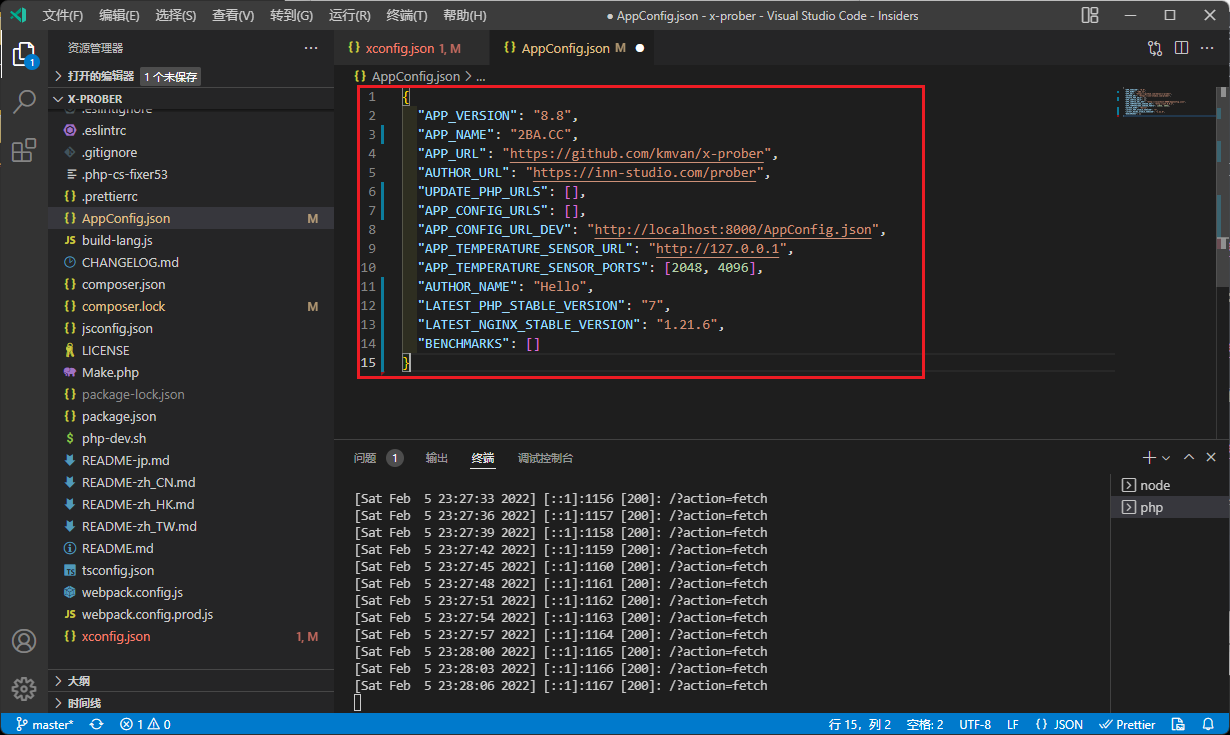 文件(F) 编辑(E) 选择(S) 查看(V) 转到(G) 运行(R) 终端(T) 帮助(H) ● AppConfig.json - x-prober - Visual Studio Code - Insiders
资源管理器 ···
打开的编辑器 1 个未保存
X-PROBER
.eslintignore
.eslintrc
.gitignore
.php-cs-fixer53
.prettierrc
AppConfig.json M
build-lang.js
CHANGELOG.md
composer.json
composer.lock M
jsconfig.json
LICENSE
Make.php
package-lock.json
package.json
php-dev.sh
README-jp.md
README-zh_CN.md
README-zh_HK.md
README-zh_TW.md
README.md
tsconfig.json
webpack.config.js
webpack.config.prod.js
xconfig.json 1, M
大纲
时间线
xconfig.json 1, M AppConfig.json M ●
AppConfig.json > ...
1 {
2 "APP_VERSION": "8.8",
3 "APP_NAME": "2BA.CC",
4 "APP_URL": "https://github.com/kmvan/x-prober",
5 "AUTHOR_URL": "https://inn-studio.com/prober",
6 "UPDATE_PHP_URLS": [],
7 "APP_CONFIG_URLS": [],
8 "APP_CONFIG_URL_DEV": "http://localhost:8000/AppConfig.json",
9 "APP_TEMPERATURE_SENSOR_URL": "http://127.0.0.1",
10 "APP_TEMPERATURE_SENSOR_PORTS": [2048, 4096],
11 "AUTHOR_NAME": "Hello",
12 "LATEST_PHP_STABLE_VERSION": "7",
13 "LATEST_NGINX_STABLE_VERSION": "1.21.6",
14 "BENCHMARKS": []
15 }
问题 1 输出 终端 调试控制台
[Sat Feb  5 23:27:33 2022] [::1]:1156 [200]: /?action=fetch
[Sat Feb  5 23:27:36 2022] [::1]:1157 [200]: /?action=fetch
[Sat Feb  5 23:27:39 2022] [::1]:1158 [200]: /?action=fetch
[Sat Feb  5 23:27:42 2022] [::1]:1159 [200]: /?action=fetch
[Sat Feb  5 23:27:45 2022] [::1]:1160 [200]: /?action=fetch
[Sat Feb  5 23:27:48 2022] [::1]:1161 [200]: /?action=fetch
[Sat Feb  5 23:27:51 2022] [::1]:1162 [200]: /?action=fetch
[Sat Feb  5 23:27:54 2022] [::1]:1163 [200]: /?action=fetch
[Sat Feb  5 23:27:57 2022] [::1]:1164 [200]: /?action=fetch
[Sat Feb  5 23:28:00 2022] [::1]:1165 [200]: /?action=fetch
[Sat Feb  5 23:28:03 2022] [::1]:1166 [200]: /?action=fetch
[Sat Feb  5 23:28:06 2022] [::1]:1167 [200]: /?action=fetch
node
php
master* 1 0 行 15，列 2 空格: 2 UTF-8 LF {} JSON Prettier